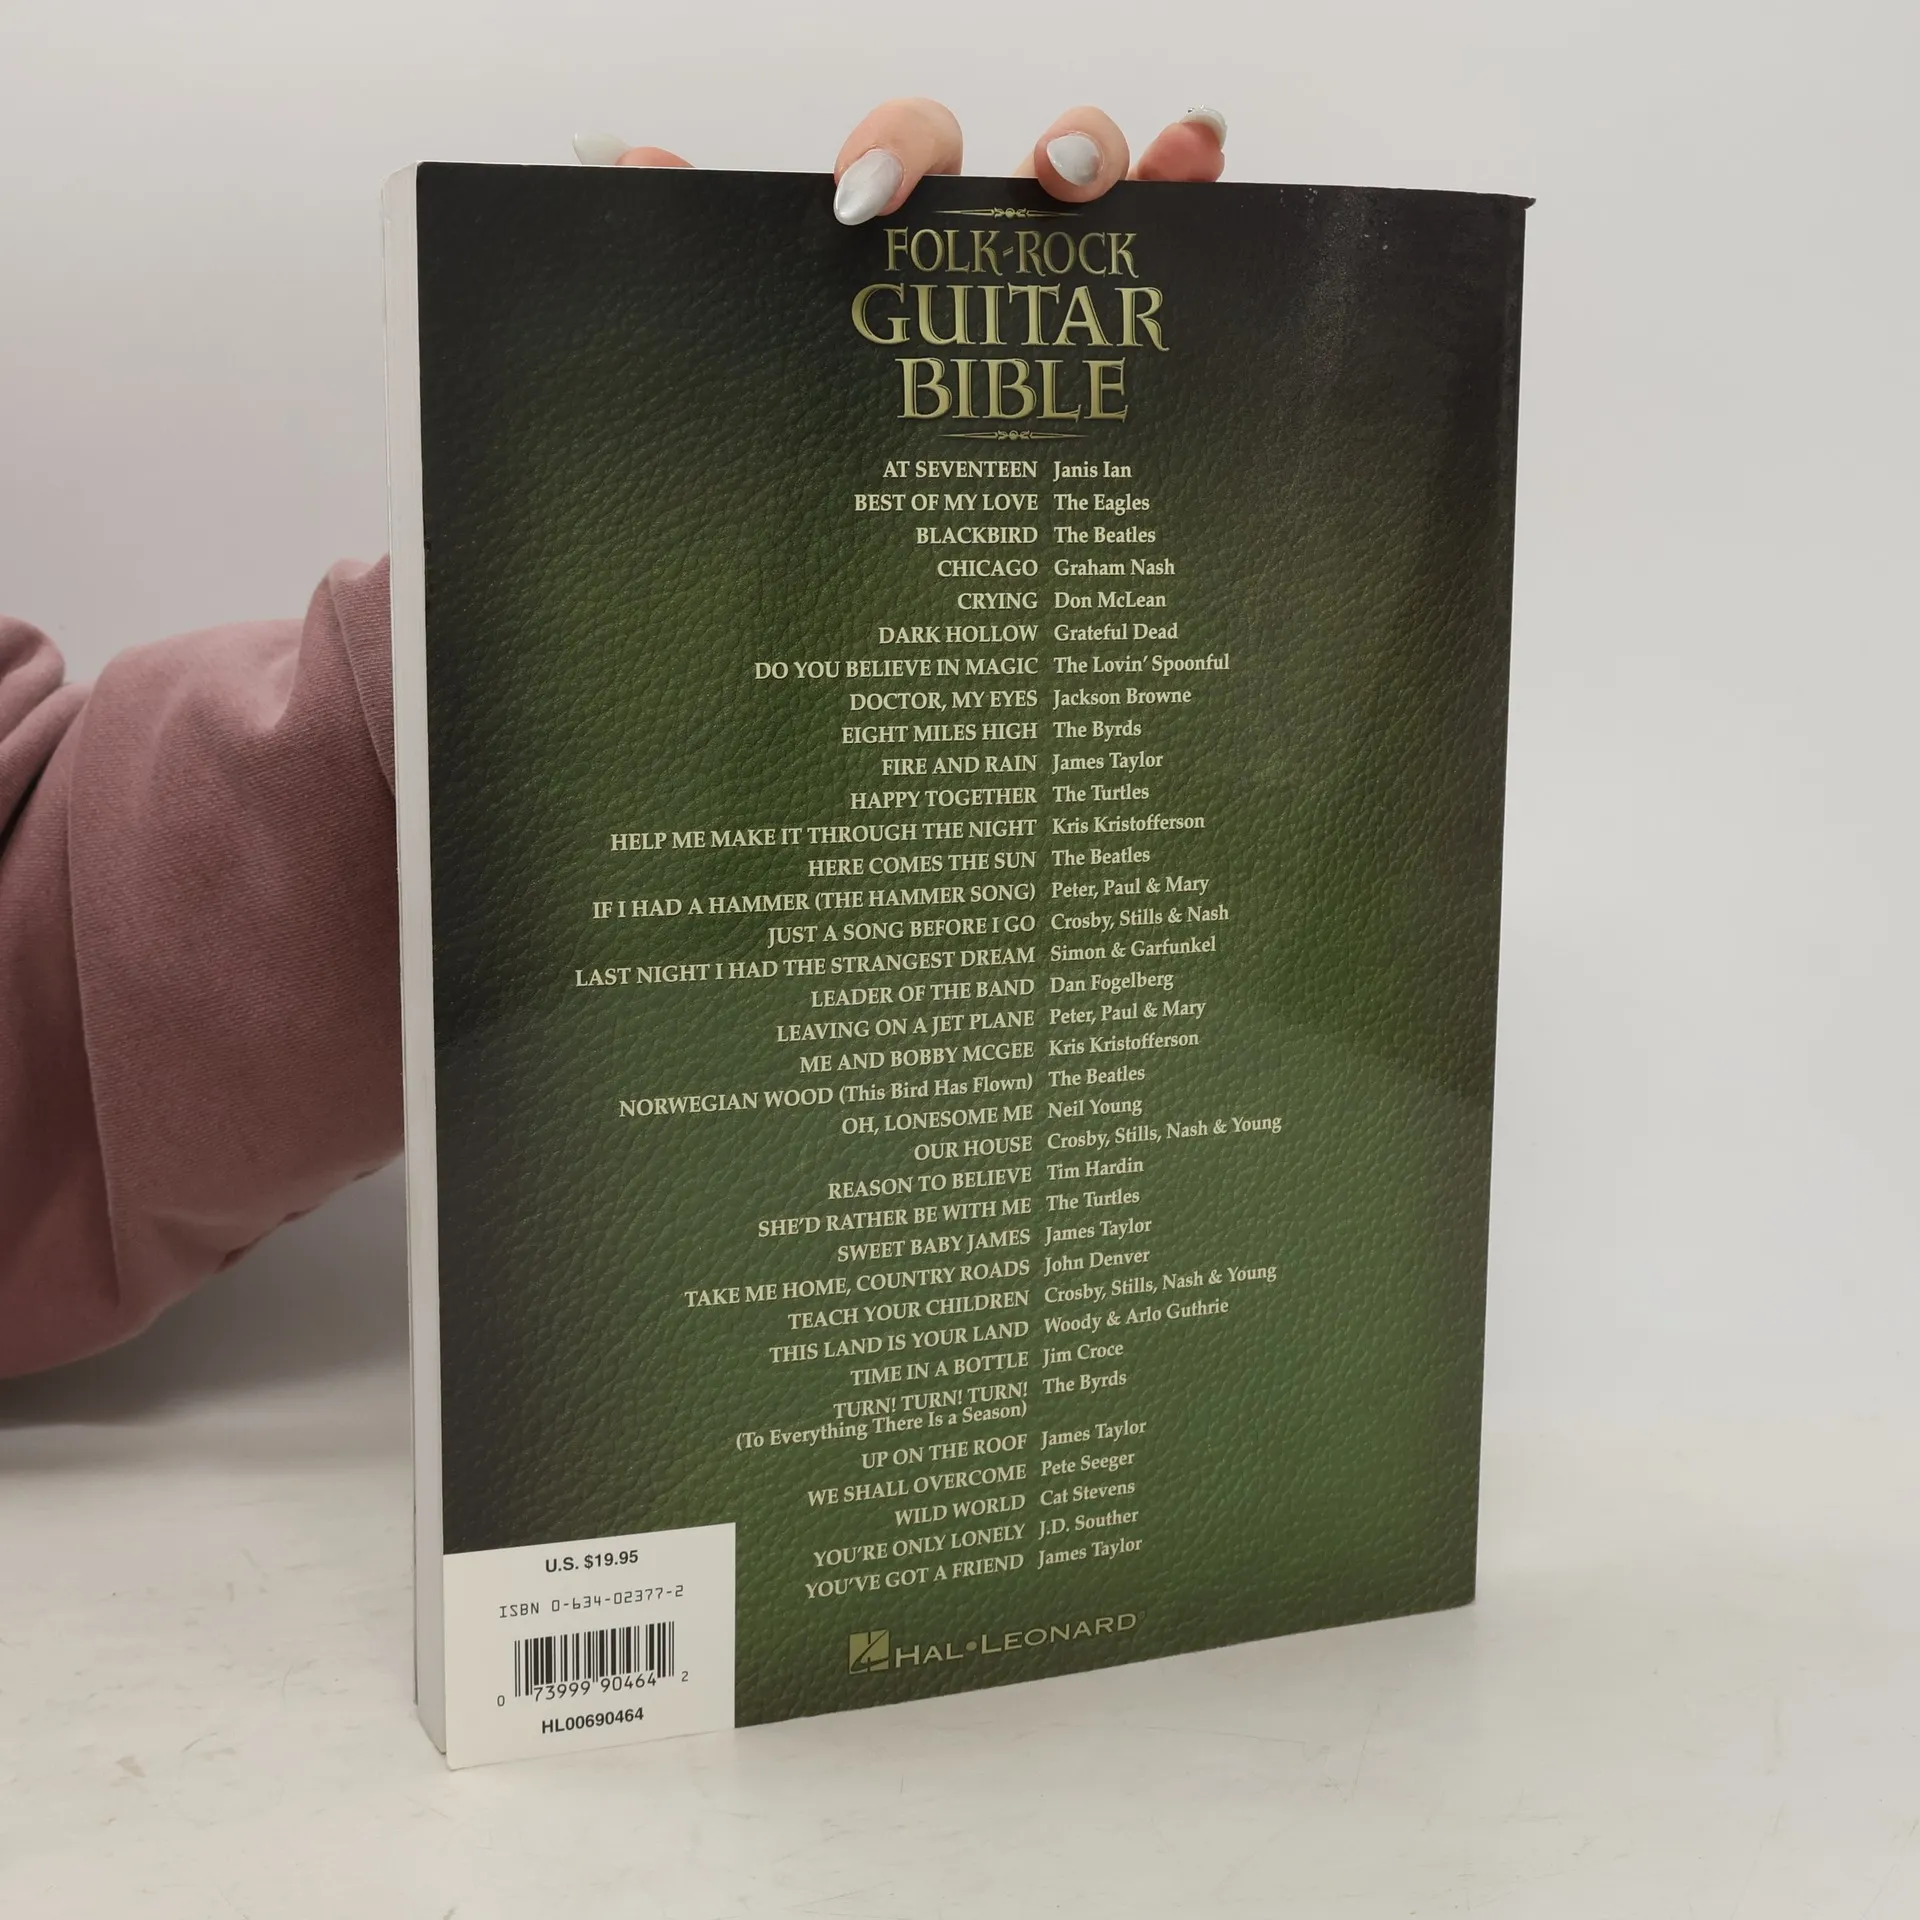 FOLK-ROCK
GUITAR
BIBLE
AT SEVENTEEN Janis Ian
BEST OF MY LOVE The Eagles
BLACKBIRD The Beatles
CHICAGO Graham Nash
CRYING Don McLean
DARK HOLLOW Grateful Dead
DO YOU BELIEVE IN MAGIC The Lovin' Spoonful
DOCTOR, MY EYES Jackson Browne
EIGHT MILES HIGH The Byrds
FIRE AND RAIN James Taylor
HAPPY TOGETHER The Turtles
HELP ME MAKE IT THROUGH THE NIGHT Kris Kristofferson
HERE COMES THE SUN The Beatles
IF I HAD A HAMMER (THE HAMMER SONG) Peter, Paul & Mary
JUST A SONG BEFORE I GO Crosby, Stills & Nash
LAST NIGHT I HAD THE STRANGEST DREAM Simon & Garfunkel
LEADER OF THE BAND Dan Fogelberg
LEAVING ON A JET PLANE Peter, Paul & Mary
ME AND BOBBY MCGEE Kris Kristofferson
NORWEGIAN WOOD (This Bird Has Flown) The Beatles
OH, LONESOME ME Neil Young
OUR HOUSE Crosby, Stills, Nash & Young
REASON TO BELIEVE Tim Hardin
SHE'D RATHER BE WITH ME The Turtles
SWEET BABY JAMES James Taylor
TAKE ME HOME, COUNTRY ROADS John Denver
TEACH YOUR CHILDREN Crosby, Stills, Nash & Young
THIS LAND IS YOUR LAND Woody & Arlo Guthrie
TIME IN A BOTTLE Jim Croce
TURN! TURN! TURN! The Byrds
(To Everything There Is a Season)
UP ON THE ROOF James Taylor
WE SHALL OVERCOME Pete Seeger
WILD WORLD Cat Stevens
YOU'RE ONLY LONELY J.D. Souther
YOU'VE GOT A FRIEND James Taylor
U.S. $19.95
ISBN 0-634-02377-2
0 73999 90464 2
HL00690464
HAL•LEONARD®